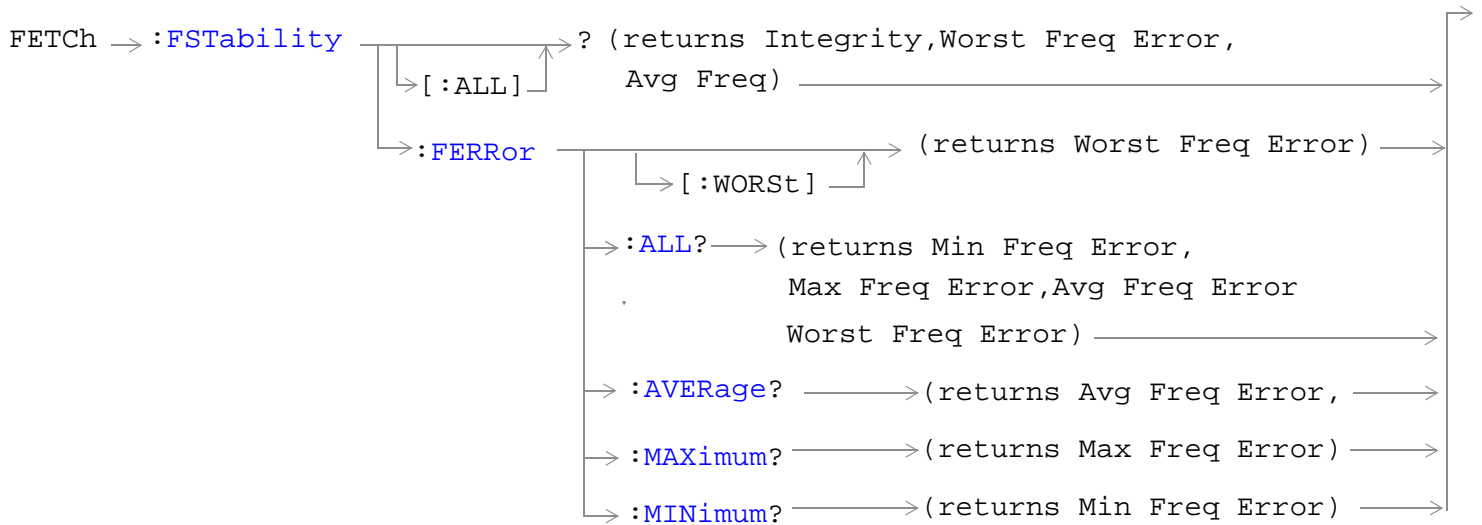 FETCh :FSTability ? (returns Integrity,Worst Freq Error,
[:ALL] Avg Freq)
:FERRor (returns Worst Freq Error)
[:WORSt]
:ALL? (returns Min Freq Error,
Max Freq Error,Avg Freq Error
Worst Freq Error)
:AVERage? (returns Avg Freq Error,
:MAXimum? (returns Max Freq Error)
:MINimum? (returns Min Freq Error)